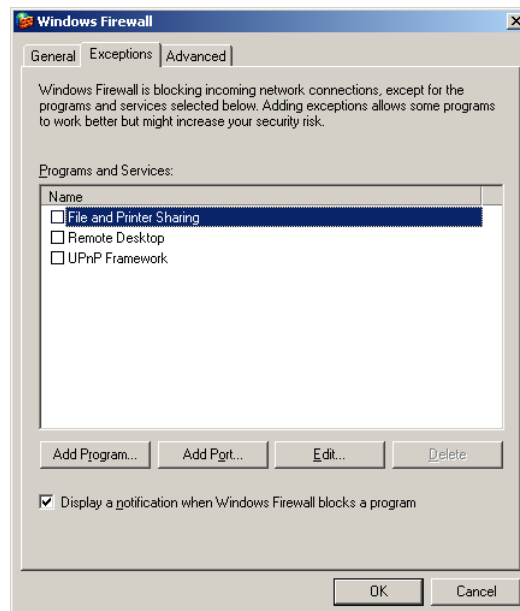 Windows Firewall
General Exceptions Advanced
Windows Firewall is blocking incoming network connections, except for the
programs and services selected below. Adding exceptions allows some programs
to work better but might increase your security risk.
Programs and Services:
Name
File and Printer Sharing
Remote Desktop
UPnP Framework
Add Program... Add Port... Edit... Delete
Display a notification when Windows Firewall blocks a program
OK Cancel